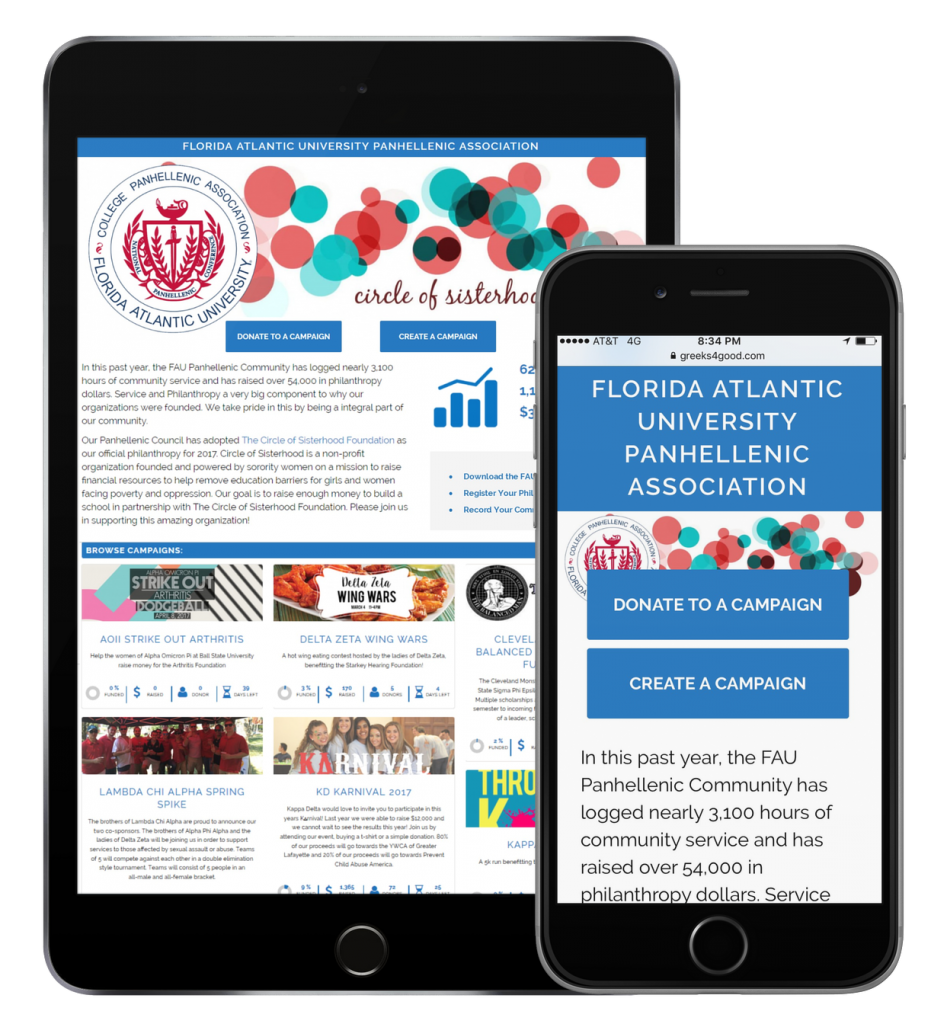 FLORIDA ATLANTIC UNIVERSITY PANHELLENIC ASSOCIATION
COLLEGE PANHELLENIC ASSOCIATION
NATIONAL
CONFERENCE
PANHELLENIC
FLORIDA ATLANTIC UNIVERSITY
circle of sisterhoo
DONATE TO A CAMPAIGN
CREATE A CAMPAIGN
In this past year, the FAU Panhellenic Community has logged nearly 3,100
hours of community service and has raised over 54,000 in philanthropy
dollars. Service and Philanthropy a very big component to why our
organizations were founded. We take pride in this by being a integral part of
our community.
Our Panhellenic Council has adopted The Circle of Sisterhood Foundation as
our official philanthropy for 2017. Circle of Sisterhood is a non-profit
organization founded and powered by sorority women on a mission to raise
financial resources to help remove education barriers for girls and women
facing poverty and oppression. Our goal is to raise enough money to build a
school in partnership with The Circle of Sisterhood Foundation. Please join us
in supporting this amazing organization!
62
1,1
$3
Download the FAU
Register Your Phil
Record Your Com
BROWSE CAMPAIGNS:
ALPHA OMICRON PI
STRIKE OUT
ARTHRITIS
DODGEBALL
APRIL 8, 2017
AOII STRIKE OUT ARTHRITIS
Help the women of Alpha Omicron Pi at Ball State University
raise money for the Arthritis Foundation
0 % FUNDED $ 0 RAISED 0 DONOR 39 DAYS LEFT
Delta Zeta
WING WARS
MARCH 4 11-4PM
DELTA ZETA WING WARS
A hot wing eating contest hosted by the ladies of Delta Zeta,
benefitting the Starkey Hearing Foundation!
3 % FUNDED $ 170 RAISED 5 DONORS 4 DAYS LEFT
CLEVEL
BALANCED
FU
The Cleveland Mons
State Sigma Phi Epsil
Multiple scholarships
semester to incoming
of a leader, sc
2 % FUNDED $
LAMBDA CHI ALPHA SPRING
SPIKE
The brothers of Lambda Chi Alpha are proud to announce our
two co-sponsors. The brothers of Alpha Phi Alpha and the
ladies of Delta Zeta will be joining us in order to support
services to those affected by sexual assault or abuse. Teams
of 5 will compete against each other in a double elimination
style tournament. Teams will consist of 5 people in an
all-male and all-female bracket.
KARNIVAL
KD KARNIVAL 2017
Kappa Delta would love to invite you to participate in this
years Karnival! Last year we were able to raise $12,000 and
we cannot wait to see the results this year! Join us by
attending our event, buying a t-shirt or a simple donation. 80%
of our proceeds will go towards the YWCA of Greater
Lafayette and 20% of our proceeds will go towards Prevent
Child Abuse America.
9 % $ 1,365 72
THRO
K
KAPP
A 5k run benefitting t
AT&T 4G 8:34 PM
greeks4good.com
FLORIDA ATLANTIC
UNIVERSITY
PANHELLENIC
ASSOCIATION
COLLEGE PANHELLENIC ASSOCIATION
FLORIDA
DONATE TO A CAMPAIGN
CREATE A CAMPAIGN
In this past year, the FAU
Panhellenic Community has
logged nearly 3,100 hours of
community service and has
raised over 54,000 in
philanthropy dollars. Service